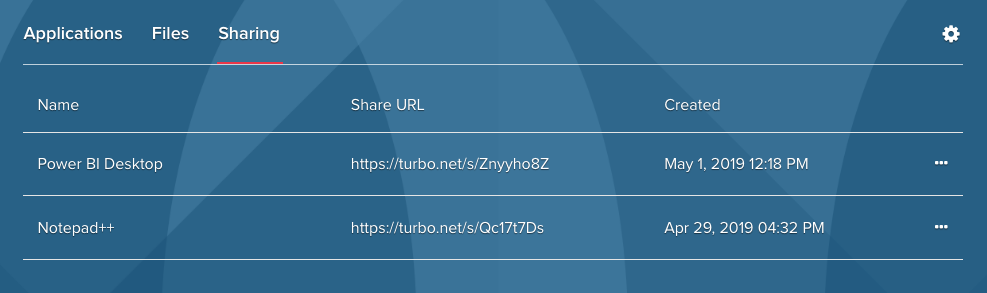 Applications Files Sharing
Name Share URL Created
Power BI Desktop https://turbo.net/s/Znyyho8Z May 1, 2019 12:18 PM
Notepad++ https://turbo.net/s/Qc17t7Ds Apr 29, 2019 04:32 PM